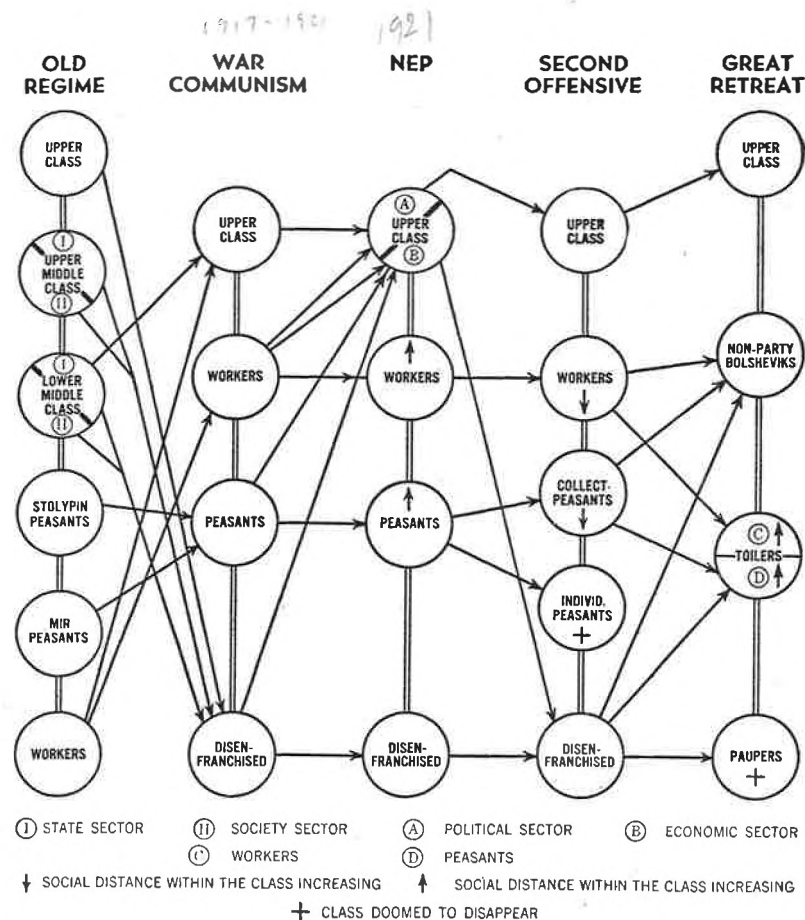 1917-1921
1921
OLD REGIME
WAR COMMUNISM
NEP
SECOND OFFENSIVE
GREAT RETREAT
UPPER CLASS
I
UPPER MIDDLE CLASS
II
I
LOWER MIDDLE CLASS
II
STOLYPIN PEASANTS
MIR PEASANTS
WORKERS
UPPER CLASS
WORKERS
PEASANTS
DISEN-
FRANCHISED
A
UPPER CLASS
B
WORKERS
PEASANTS
DISEN-
FRANCHISED
UPPER CLASS
WORKERS
COLLECT-
PEASANTS
INDIVID.
PEASANTS
+
DISEN-
FRANCHISED
UPPER CLASS
NON-PARTY
BOLSHEVIKS
C
TOILERS
D
PAUPERS
+
I STATE SECTOR II SOCIETY SECTOR A POLITICAL SECTOR B ECONOMIC SECTOR
C WORKERS D PEASANTS
↓ SOCIAL DISTANCE WITHIN THE CLASS INCREASING ↑ SOCIAL DISTANCE WITHIN THE CLASS INCREASING
+ CLASS DOOMED TO DISAPPEAR